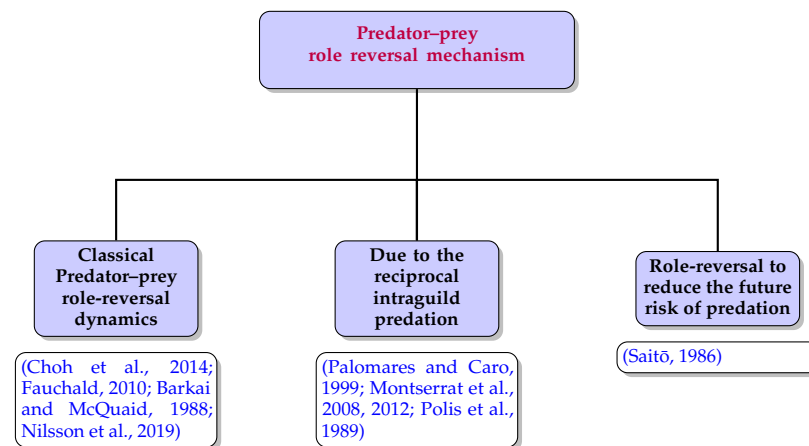 Predator–prey
role reversal mechanism
Classical
Predator–prey
role-reversal
dynamics
(Choh et al., 2014;
Fauchald, 2010; Barkai
and McQuaid, 1988;
Nilsson et al., 2019)
Due to the
reciprocal
intraguild
predation
(Palomares and Caro,
1999; Montserrat et al.,
2008, 2012; Polis et al.,
1989)
Role-reversal to
reduce the future
risk of predation
(Saitō, 1986)